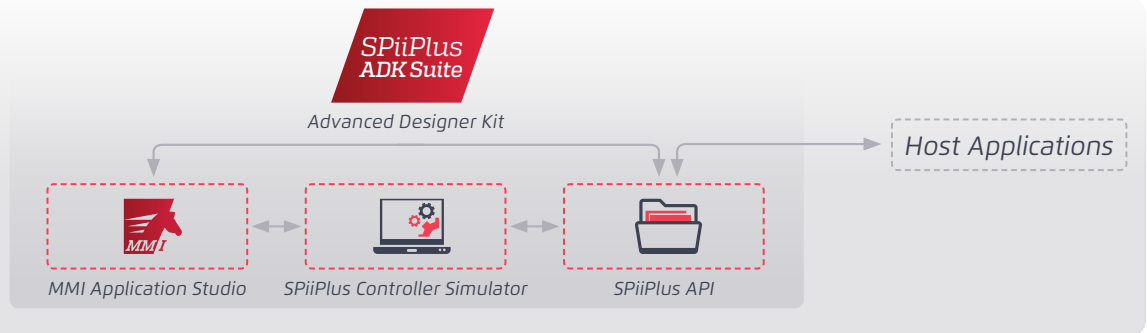 SPiiPlus
ADK Suite
Advanced Designer Kit
Host Applications
MMI
MMI Application Studio
SPiiPlus Controller Simulator
SPiiPlus API